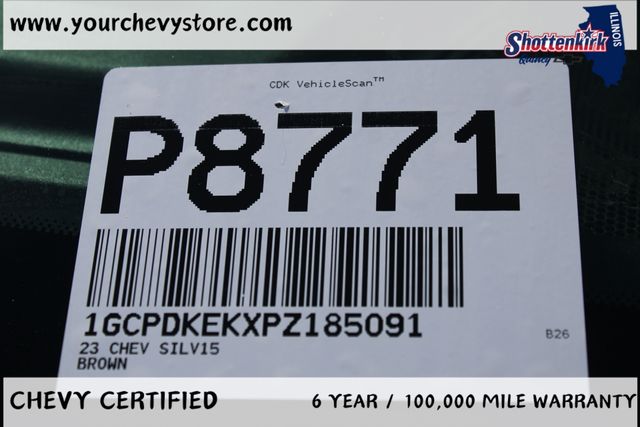 www.yourchevystore.com
Shottenkirk
Quincy
ILLINOIS
CDK VehicleScan™
P8771
1GCPDKEKXPZ185091
23 CHEV SILV15
BROWN
B26
CHEVY CERTIFIED
6 YEAR / 100,000 MILE WARRANTY